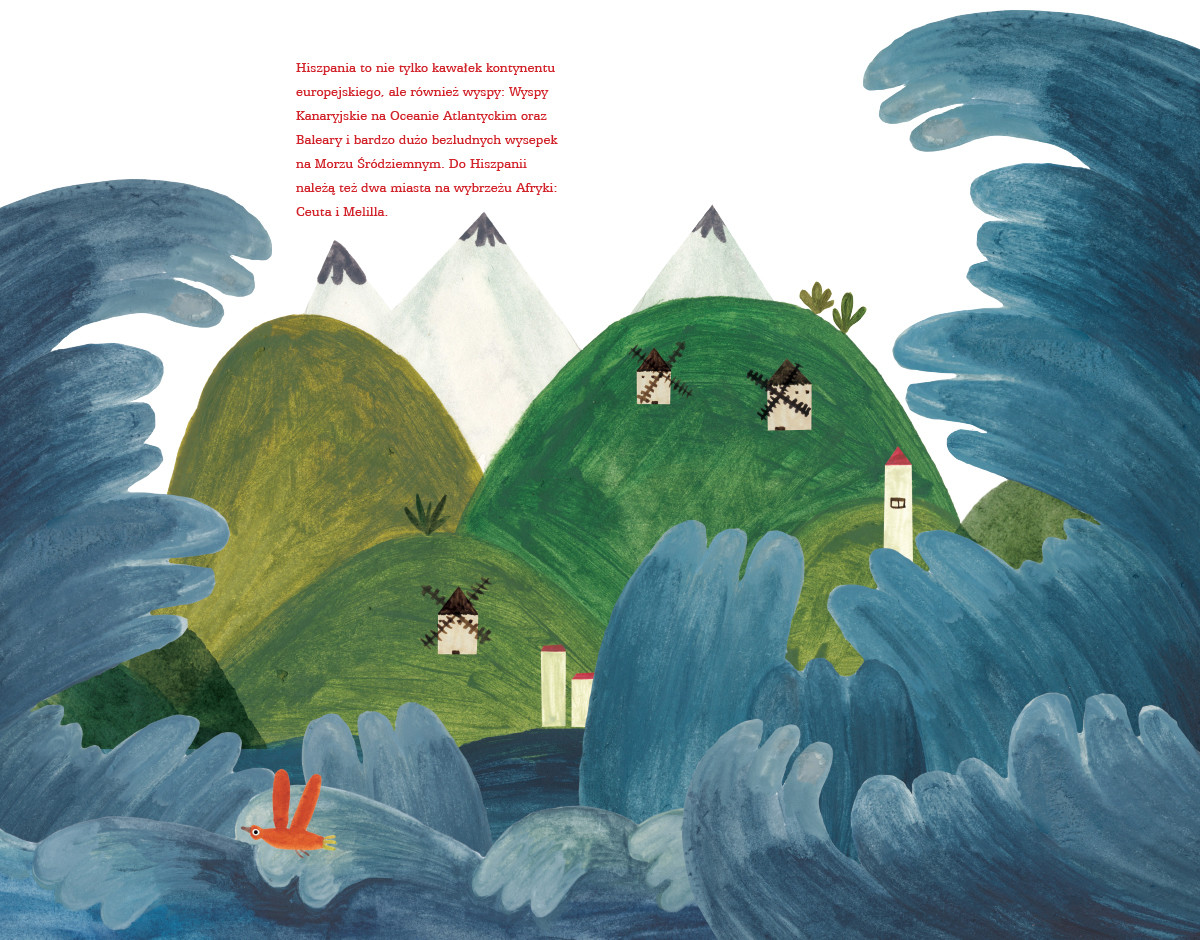 Hiszpania to nie tylko kawałek kontynentu
europejskiego, ale również wyspy: Wyspy
Kanaryjskie na Oceanie Atlantyckim oraz
Baleary i bardzo dużo bezludnych wysepek
na Morzu Śródziemnym. Do Hiszpanii
należą też dwa miasta na wybrzeżu Afryki:
Ceuta i Melilla.